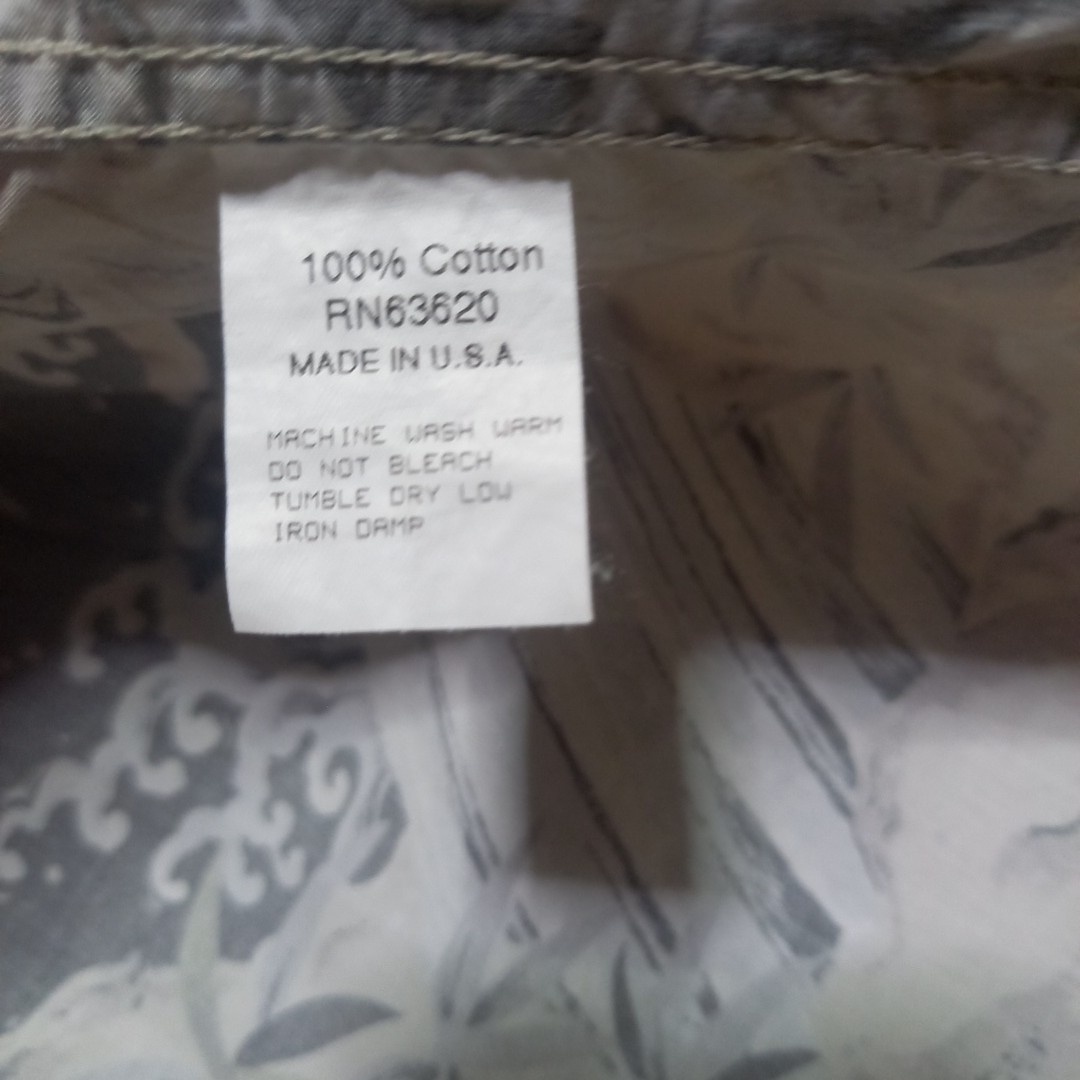 100% Cotton
RN63620
MADE IN U.S.A.
MACHINE WASH WARM
DO NOT BLEACH
TUMBLE DRY LOW
IRON DAMP